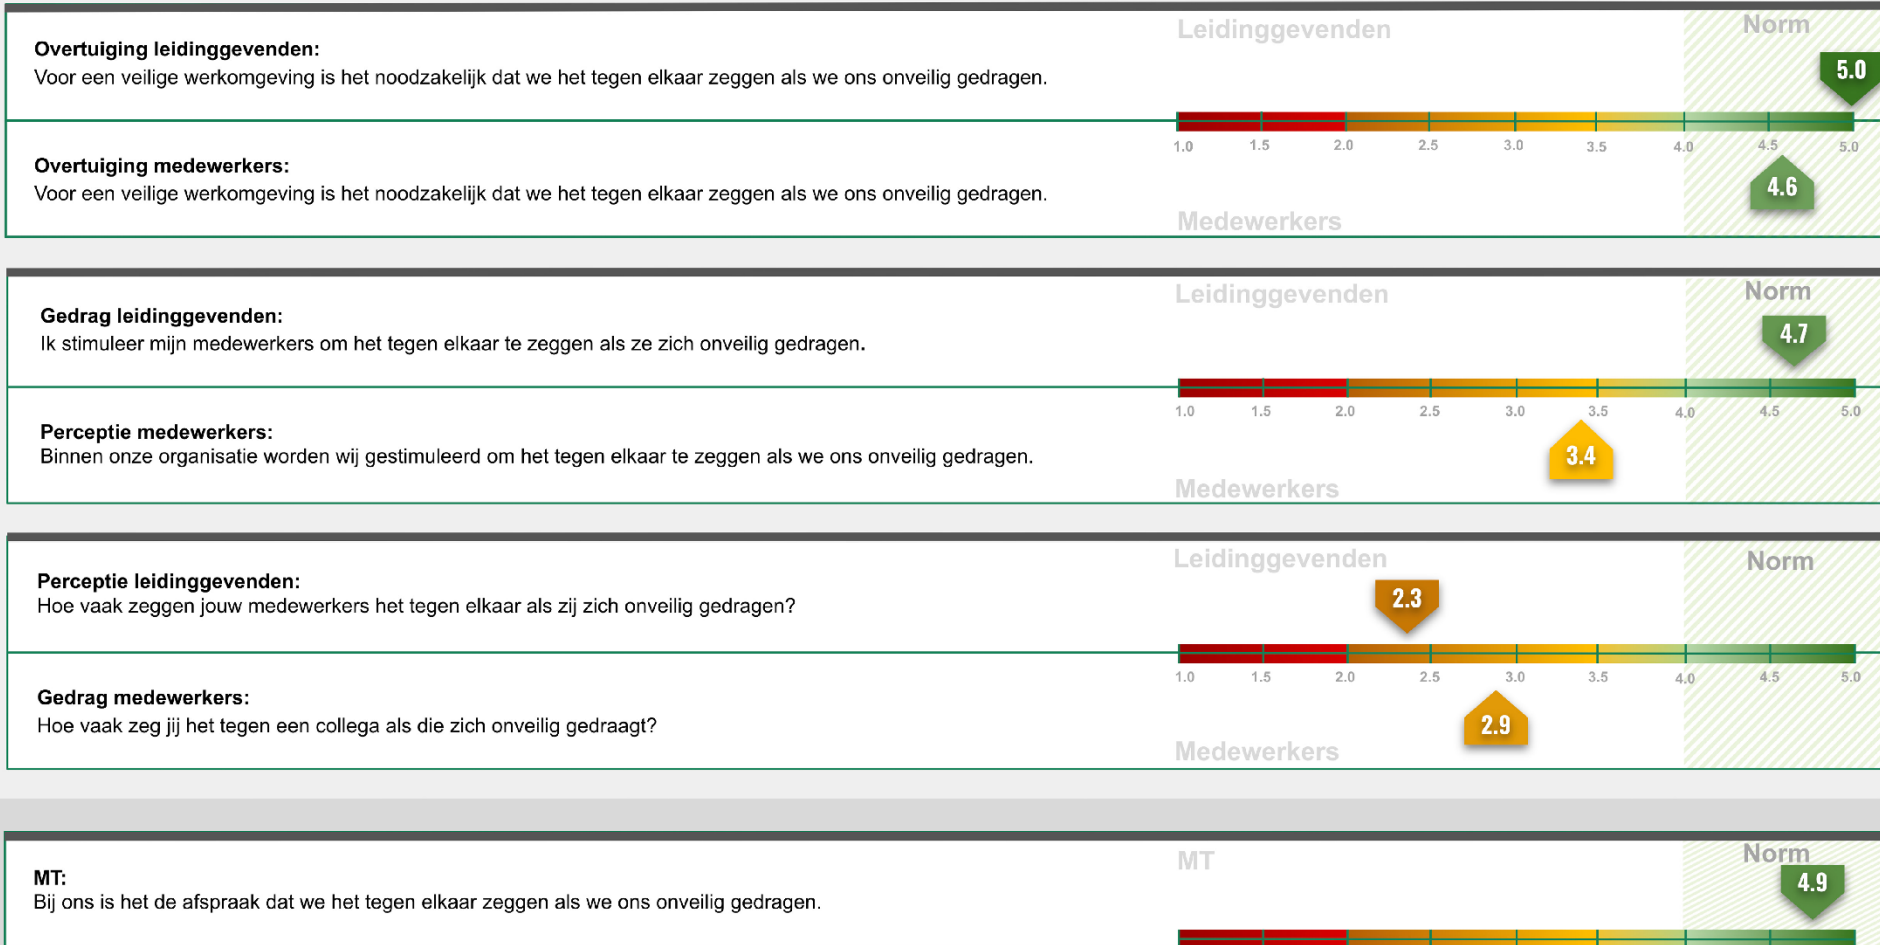 Leidinggevenden
Norm
Overtuiging leidinggevenden:
Voor een veilige werkomgeving is het noodzakelijk dat we het tegen elkaar zeggen als we ons onveilig gedragen.
5.0
1.0 1.5 2.0 2.5 3.0 3.5 4.0 4.5 5.0
Overtuiging medewerkers:
Voor een veilige werkomgeving is het noodzakelijk dat we het tegen elkaar zeggen als we ons onveilig gedragen.
4.6
Medewerkers
Leidinggevenden
Norm
Gedrag leidinggevenden:
Ik stimuleer mijn medewerkers om het tegen elkaar te zeggen als ze zich onveilig gedragen.
4.7
1.0 1.5 2.0 2.5 3.0 3.5 4.0 4.5 5.0
Perceptie medewerkers:
Binnen onze organisatie worden wij gestimuleerd om het tegen elkaar te zeggen als we ons onveilig gedragen.
3.4
Medewerkers
Leidinggevenden
Norm
Perceptie leidinggevenden:
Hoe vaak zeggen jouw medewerkers het tegen elkaar als zij zich onveilig gedragen?
2.3
1.0 1.5 2.0 2.5 3.0 3.5 4.0 4.5 5.0
Gedrag medewerkers:
Hoe vaak zeg jij het tegen een collega als die zich onveilig gedraagt?
2.9
Medewerkers
MT
Norm
MT:
Bij ons is het de afspraak dat we het tegen elkaar zeggen als we ons onveilig gedragen.
4.9